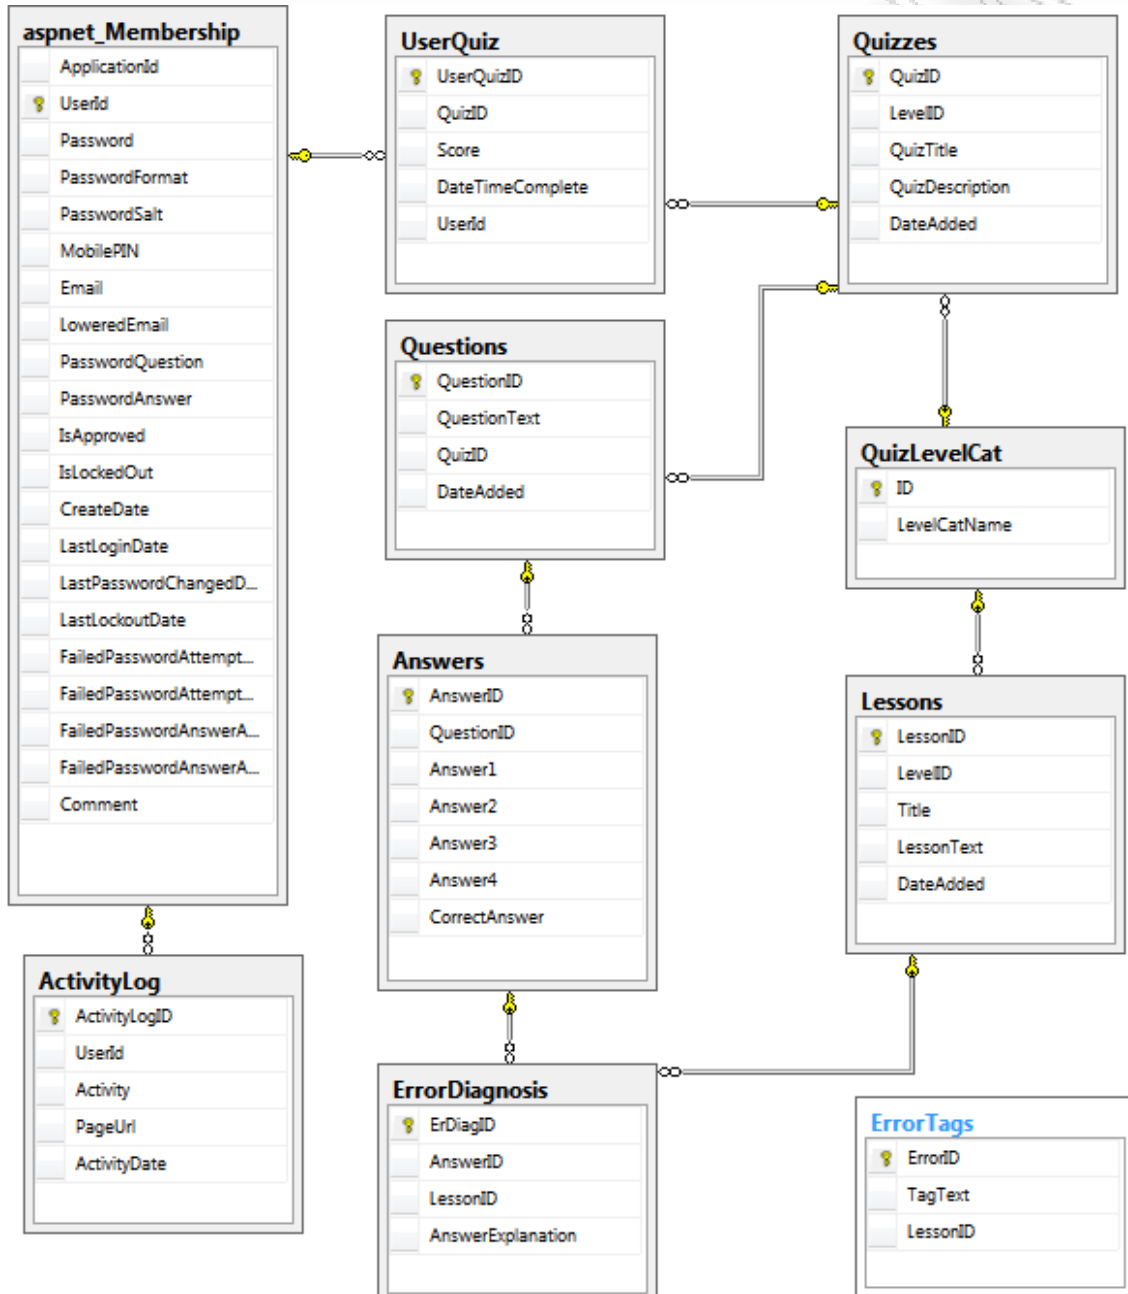 aspnet_Membership
ApplicationId
UserId
Password
PasswordFormat
PasswordSalt
MobilePIN
Email
LoweredEmail
PasswordQuestion
PasswordAnswer
IsApproved
IsLockedOut
CreateDate
LastLoginDate
LastPasswordChangedD...
LastLockoutDate
FailedPasswordAttempt...
FailedPasswordAttempt...
FailedPasswordAnswerA...
FailedPasswordAnswerA...
Comment
ActivityLog
ActivityLogID
UserId
Activity
PageUrl
ActivityDate
UserQuiz
UserQuizID
QuizID
Score
DateTimeComplete
UserId
Questions
QuestionID
QuestionText
QuizID
DateAdded
Answers
AnswerID
QuestionID
Answer1
Answer2
Answer3
Answer4
CorrectAnswer
ErrorDiagnosis
ErDiagID
AnswerID
LessonID
AnswerExplanation
Quizzes
QuizID
LevelID
QuizTitle
QuizDescription
DateAdded
QuizLevelCat
ID
LevelCatName
Lessons
LessonID
LevelID
Title
LessonText
DateAdded
ErrorTags
ErrorID
TagText
LessonID